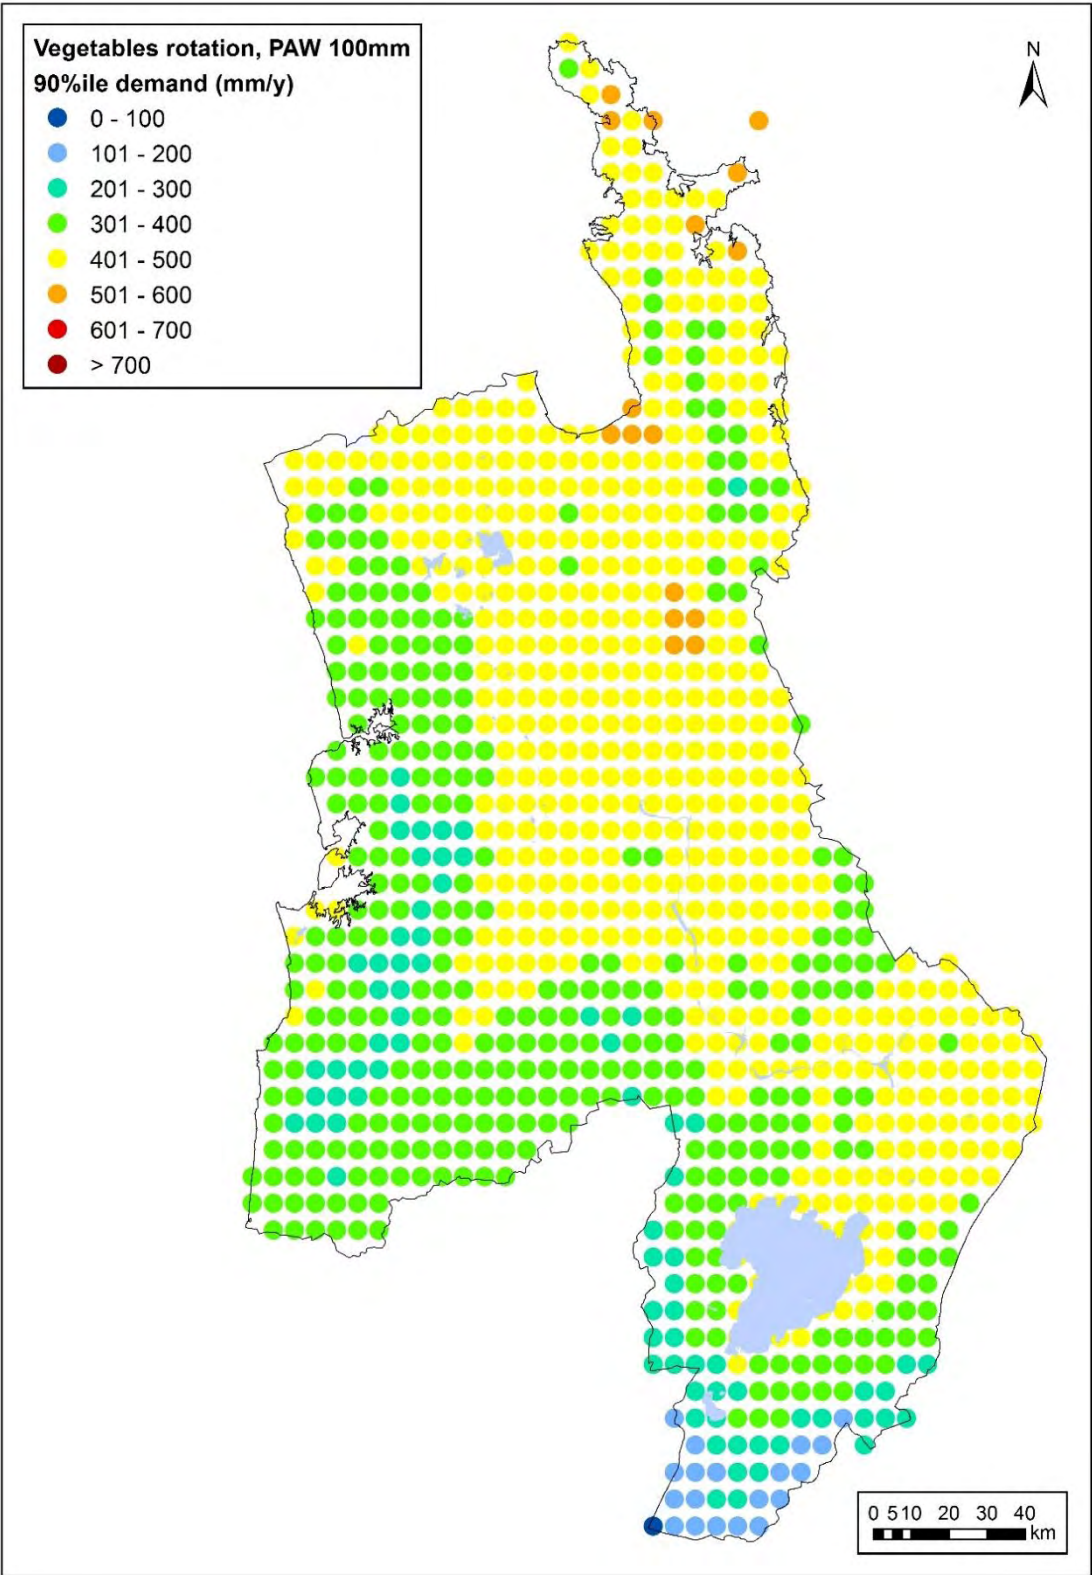 Vegetables rotation, PAW 100mm
90%ile demand (mm/y)
0 - 100
101 - 200
201 - 300
301 - 400
401 - 500
501 - 600
601 - 700
> 700
N
0 5 10 20 30 40
km